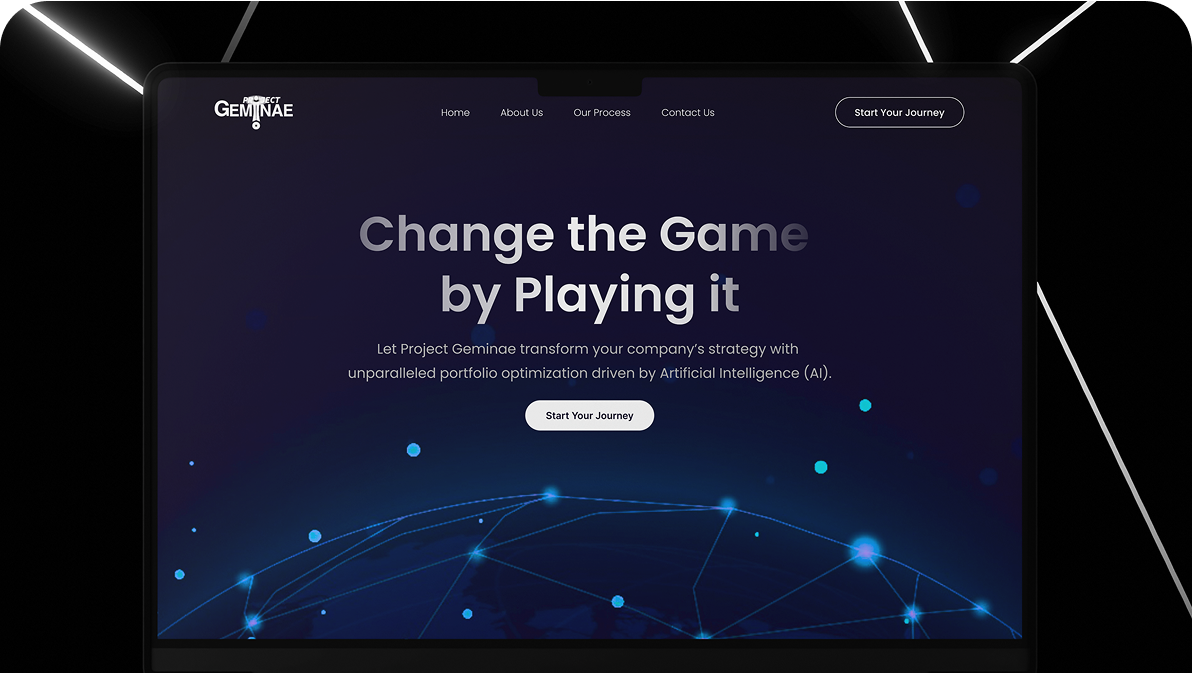 PROJECT
GEMINAE
Home
About Us
Our Process
Contact Us
Start Your Journey
Change the Game
by Playing it
Let Project Geminae transform your company’s strategy with
unparalleled portfolio optimization driven by Artificial Intelligence (AI).
Start Your Journey